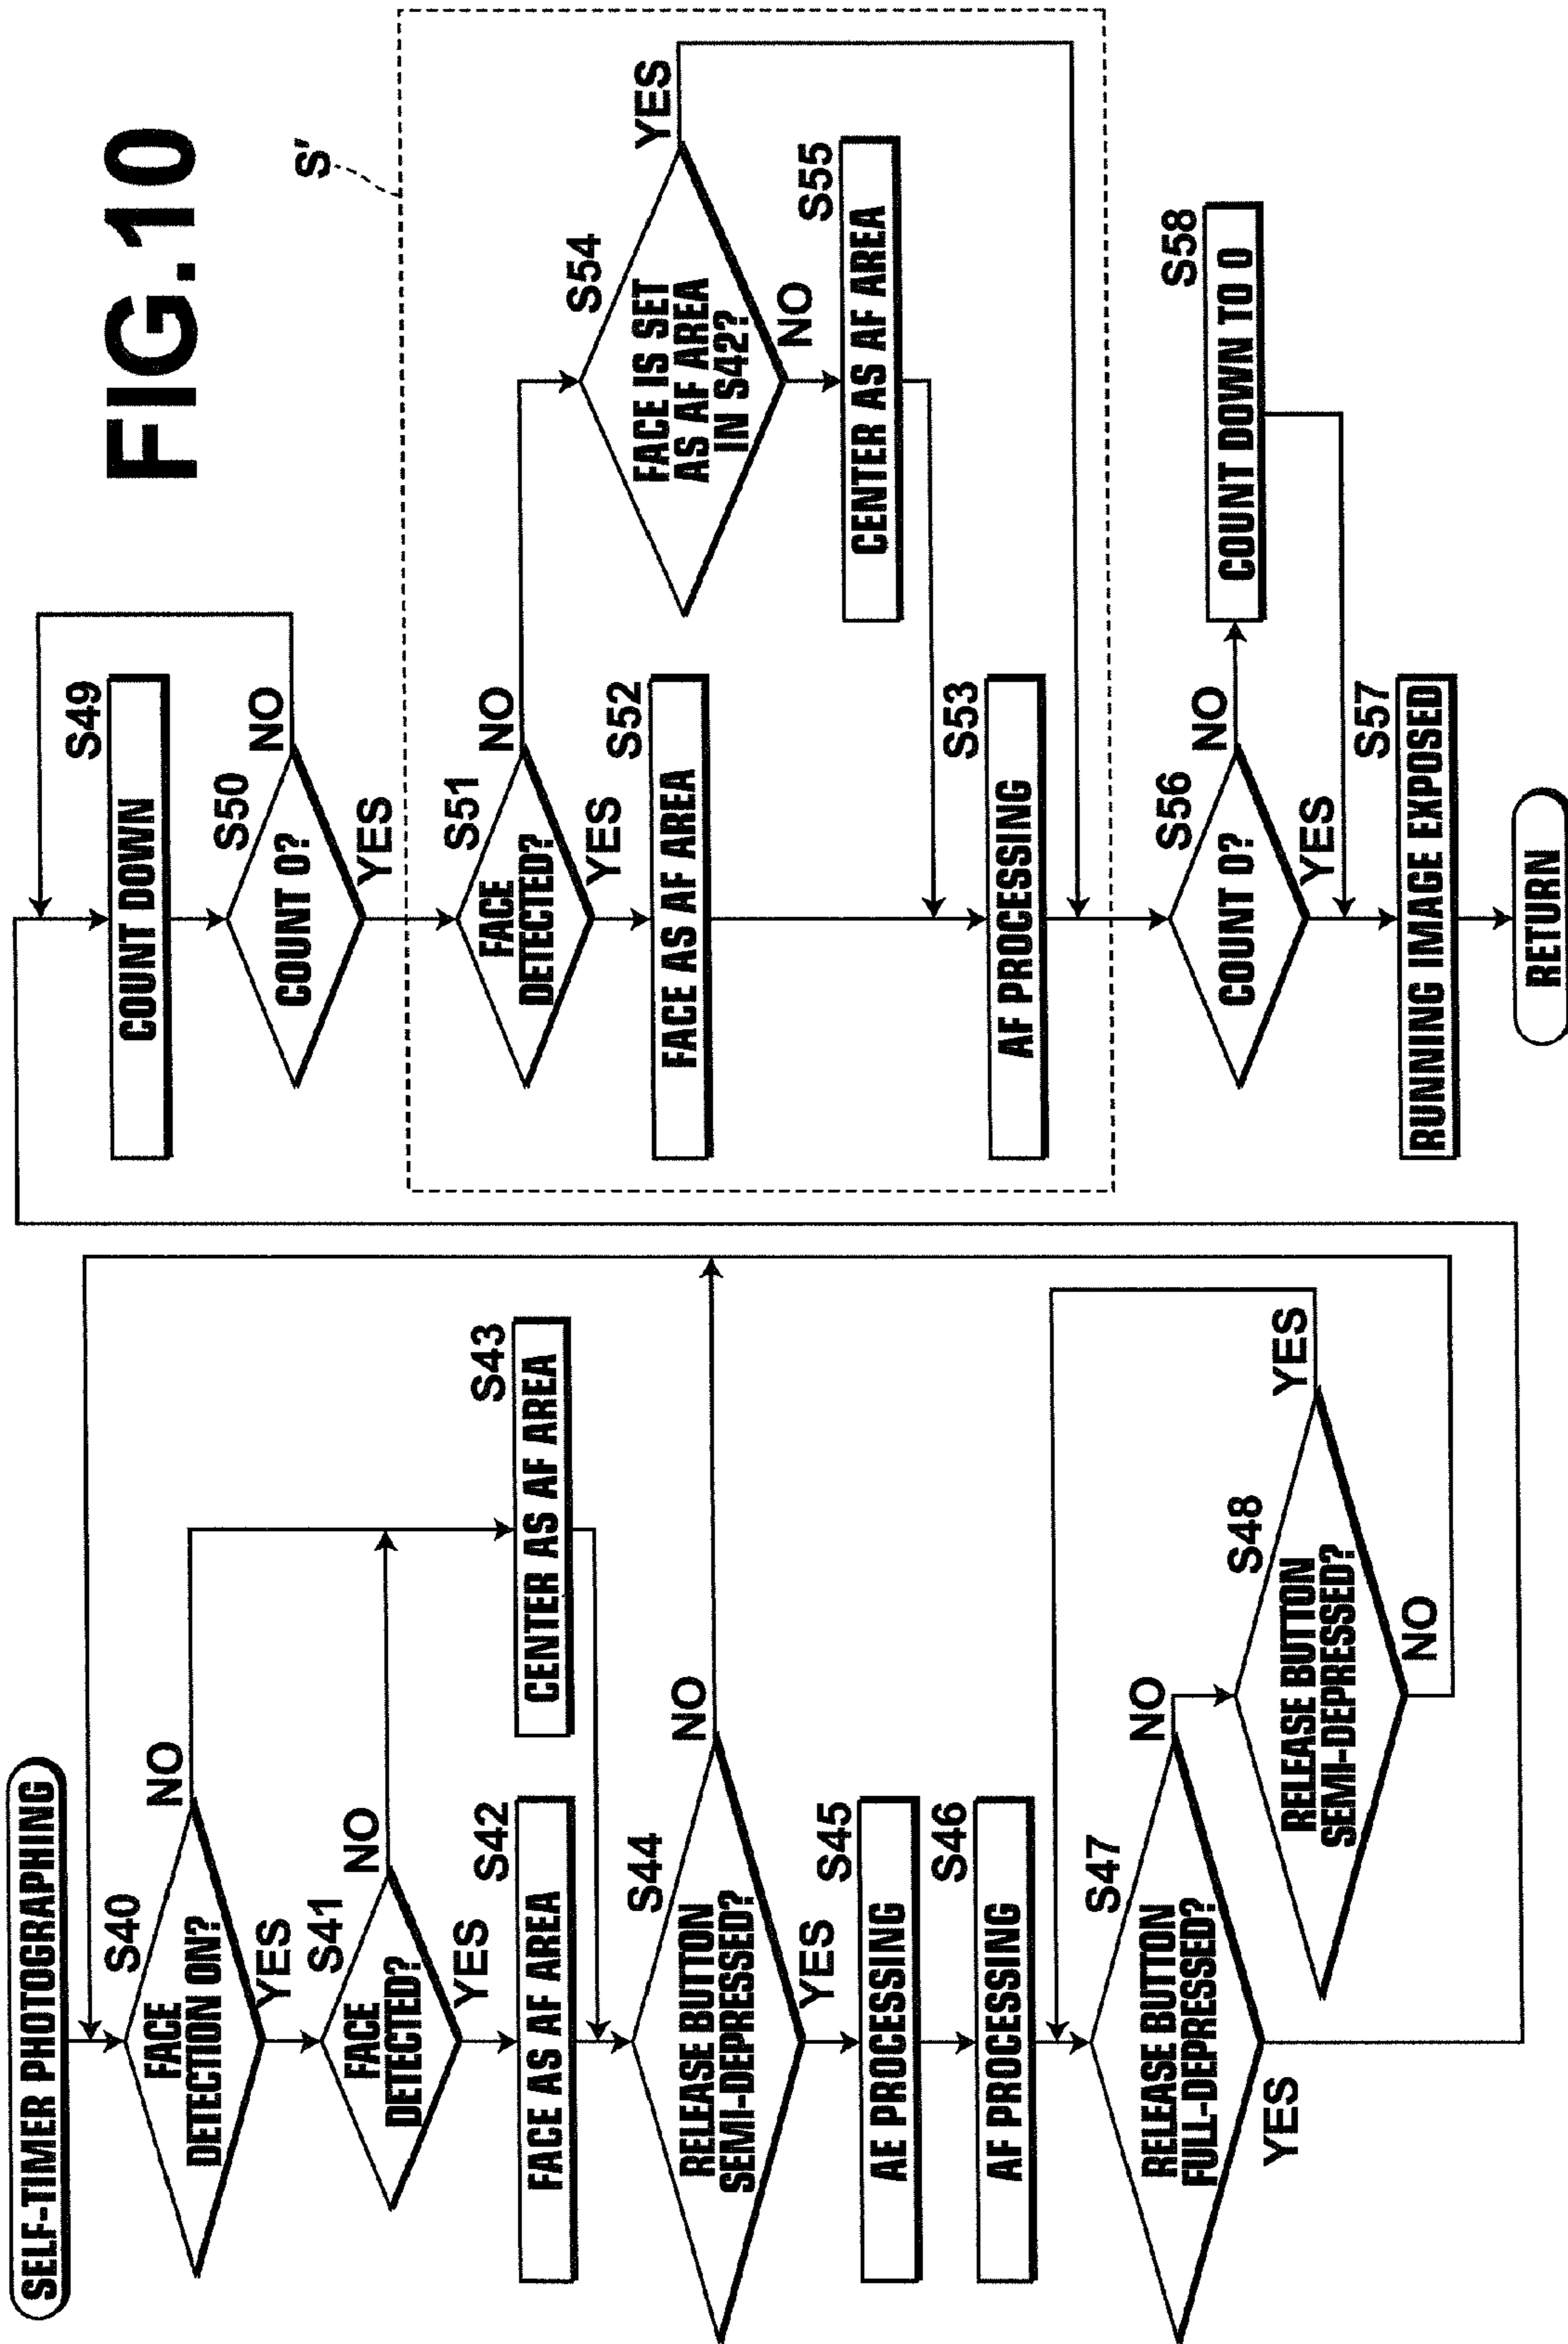 FIG.10
SELF-TIMER PHOTOGRAPHING
S40
FACE
DETECTION ON?
NO
YES
S41
FACE
DETECTED?
NO
YES
S42
FACE AS AF AREA
S43
CENTER AS AF AREA
S44
RELEASE BUTTON
SEMI-DEPRESSED?
NO
YES
S45
AE PROCESSING
S46
AF PROCESSING
S47
RELEASE BUTTON
FULL-DEPRESSED?
NO
YES
S48
RELEASE BUTTON
SEMI-DEPRESSED?
YES
NO
S49
COUNT DOWN
S50
COUNT 0?
NO
YES
S'
S51
FACE
DETECTED?
NO
YES
S52
FACE AS AF AREA
S53
AF PROCESSING
S54
FACE IS SET
AS AF AREA
IN S42?
YES
NO
S55
CENTER AS AF AREA
S56
COUNT 0?
NO
YES
S58
COUNT DOWN TO 0
S57
RUNNING IMAGE EXPOSED
RETURN